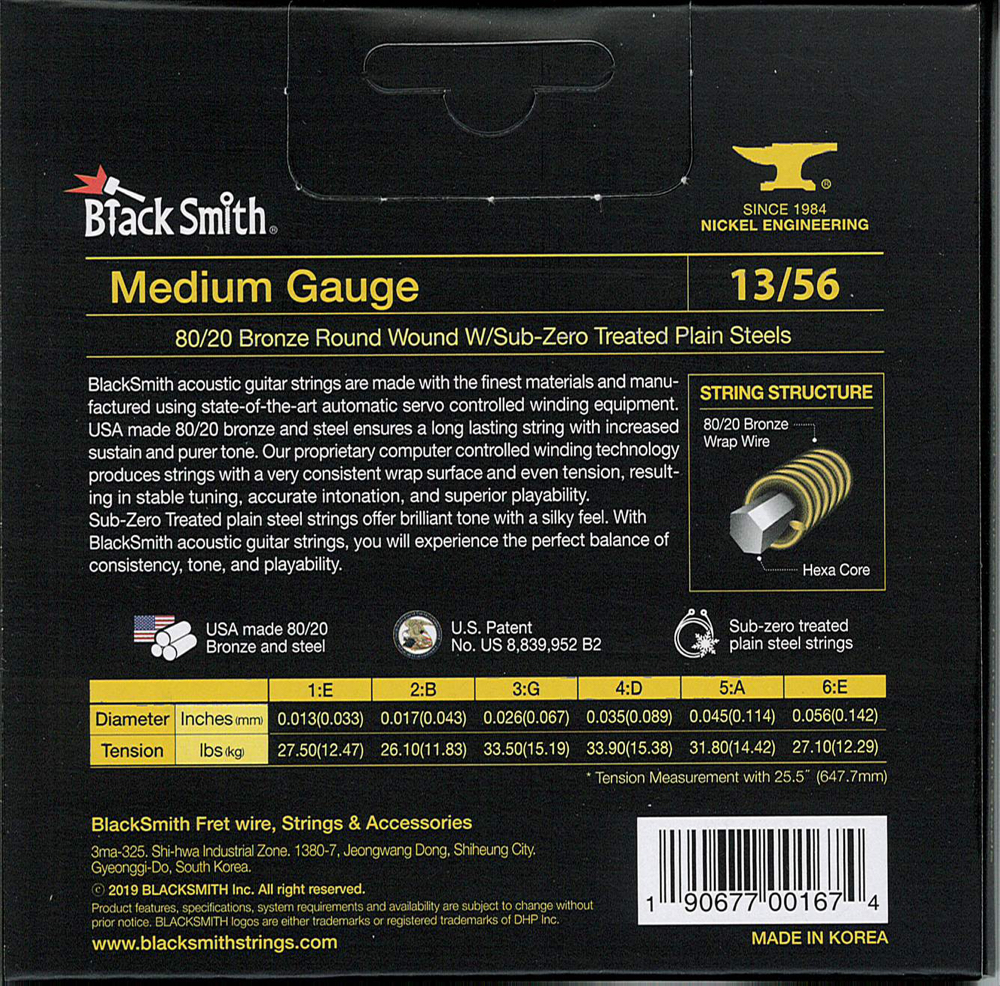 Black Smith®
®
SINCE 1984
NICKEL ENGINEERING
Medium Gauge
13/56
80/20 Bronze Round Wound W/Sub-Zero Treated Plain Steels
BlackSmith acoustic guitar strings are made with the finest materials and manu-
factured using state-of-the-art automatic servo controlled winding equipment.
USA made 80/20 bronze and steel ensures a long lasting string with increased
sustain and purer tone. Our proprietary computer controlled winding technology
produces strings with a very consistent wrap surface and even tension, result-
ing in stable tuning, accurate intonation, and superior playability.
Sub-Zero Treated plain steel strings offer brilliant tone with a silky feel. With
BlackSmith acoustic guitar strings, you will experience the perfect balance of
consistency, tone, and playability.
STRING STRUCTURE
80/20 Bronze
Wrap Wire
Hexa Core
USA made 80/20
Bronze and steel
U.S. Patent
No. US 8,839,952 B2
Sub-zero treated
plain steel strings
1:E 2:B 3:G 4:D 5:A 6:E
Diameter Inches (mm) 0.013(0.033) 0.017(0.043) 0.026(0.067) 0.035(0.089) 0.045(0.114) 0.056(0.142)
Tension lbs (kg) 27.50(12.47) 26.10(11.83) 33.50(15.19) 33.90(15.38) 31.80(14.42) 27.10(12.29)
* Tension Measurement with 25.5" (647.7mm)
BlackSmith Fret wire, Strings & Accessories
3ma-325. Shi-hwa Industrial Zone. 1380-7, Jeongwang Dong, Shiheung City.
Gyeonggi-Do, South Korea.
© 2019 BLACKSMITH Inc. All right reserved.
Product features, specifications, system requirements and availability are subject to change without
prior notice. BLACKSMITH logos are either trademarks or registered trademarks of DHP Inc.
www.blacksmithstrings.com
1 90677 00167 4
MADE IN KOREA